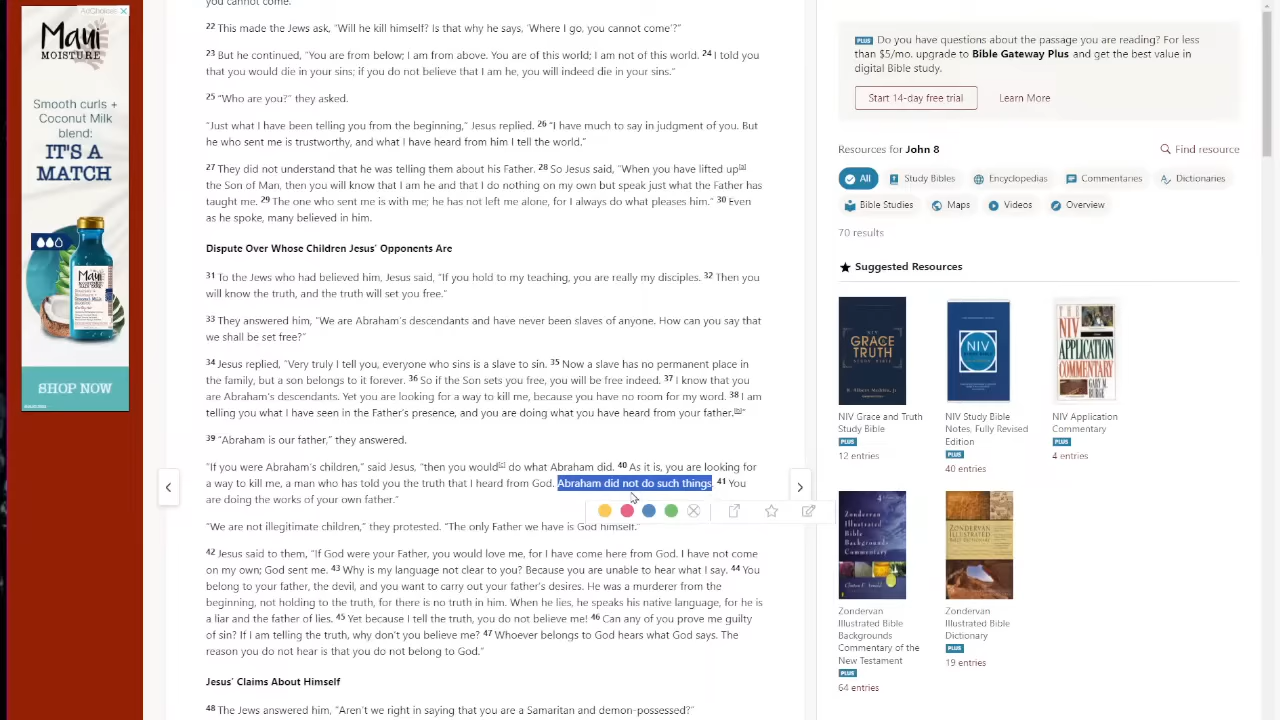 you cannot come.'"
22 This made the Jews ask, "Will he kill himself? Is that why he says, 'Where I go, you cannot come'?"
23 But he continued, "You are from below; I am from above. You are of this world; I am not of this world. 24 I told you
that you would die in your sins; if you do not believe that I am he, you will indeed die in your sins."
25 "Who are you?" they asked.
"Just what I have been telling you from the beginning," Jesus replied. 26 "I have much to say in judgment of you. But
he who sent me is trustworthy, and what I have heard from him I tell the world."
27 They did not understand that he was telling them about his Father. 28 So Jesus said, "When you have lifted up[a]
the Son of Man, then you will know that I am he and that I do nothing on my own but speak just what the Father has
taught me. 29 The one who sent me is with me; he has not left me alone, for I always do what pleases him." 30 Even
as he spoke, many believed in him.
Dispute Over Whose Children Jesus' Opponents Are
31 To the Jews who had believed him, Jesus said, "If you hold to my teaching, you are really my disciples. 32 Then you
will know the truth, and the truth will set you free."
33 They answered him, "We are Abraham's descendants and have never been slaves of anyone. How can you say that
we shall be set free?"
34 Jesus replied, "Very truly I tell you, everyone who sins is a slave to sin. 35 Now a slave has no permanent place in
the family, but a son belongs to it forever. 36 So if the Son sets you free, you will be free indeed. 37 I know that you
are Abraham's descendants. Yet you are looking for a way to kill me, because you have no room for my word. 38 I am
telling you what I have seen in the Father's presence, and you are doing what you have heard from your father.[b]"
39 "Abraham is our father," they answered.
"If you were Abraham's children," said Jesus, "then you would[c] do what Abraham did. 40 As it is, you are looking for
a way to kill me, a man who has told you the truth that I heard from God. Abraham did not do such things. 41 You
are doing the works of your own father."
"We are not illegitimate children," they protested. "The only Father we have is God himself."
42 Jesus said to them, "If God were your Father, you would love me, for I have come here from God. I have not come
on my own; God sent me. 43 Why is my language not clear to you? Because you are unable to hear what I say. 44 You
belong to your father, the devil, and you want to carry out your father's desires. He was a murderer from the
beginning, not holding to the truth, for there is no truth in him. When he lies, he speaks his native language, for he is
a liar and the father of lies. 45 Yet because I tell the truth, you do not believe me! 46 Can any of you prove me guilty
of sin? If I am telling the truth, why don't you believe me? 47 Whoever belongs to God hears what God says. The
reason you do not hear is that you do not belong to God."
Jesus' Claims About Himself
48 The Jews answered him, "Aren't we right in saying that you are a Samaritan and demon-possessed?"
AdChoices
Maui
MOISTURE
Smooth curls +
Coconut Milk
blend:
IT'S A
MATCH
Maui
SHOP NOW
PLUS Do you have questions about the passage you are reading? For less
than $5/mo. upgrade to Bible Gateway Plus and get the best value in
digital Bible study.
Start 14-day free trial
Learn More
Resources for John 8
Find resource
All
Study Bibles
Encyclopedias
Commentaries
Dictionaries
Bible Studies
Maps
Videos
Overview
70 results
Suggested Resources
NIV
GRACE
TRUTH
STUDY BIBLE
NIV
STUDY BIBLE
THE
NIV
APPLICATION
COMMENTARY
GARY M.
BURGE
NIV Grace and Truth
Study Bible
PLUS
12 entries
NIV Study Bible
Notes, Fully Revised
Edition
PLUS
40 entries
NIV Application
Commentary
PLUS
4 entries
Zondervan
Illustrated
Bible
Backgrounds
Commentary
Clinton E. Arnold
ZONDERVAN
ILLUSTRATED
BIBLE DICTIONARY
Zondervan
Illustrated Bible
Backgrounds
Commentary of the
New Testament
PLUS
64 entries
Zondervan
Illustrated Bible
Dictionary
PLUS
19 entries